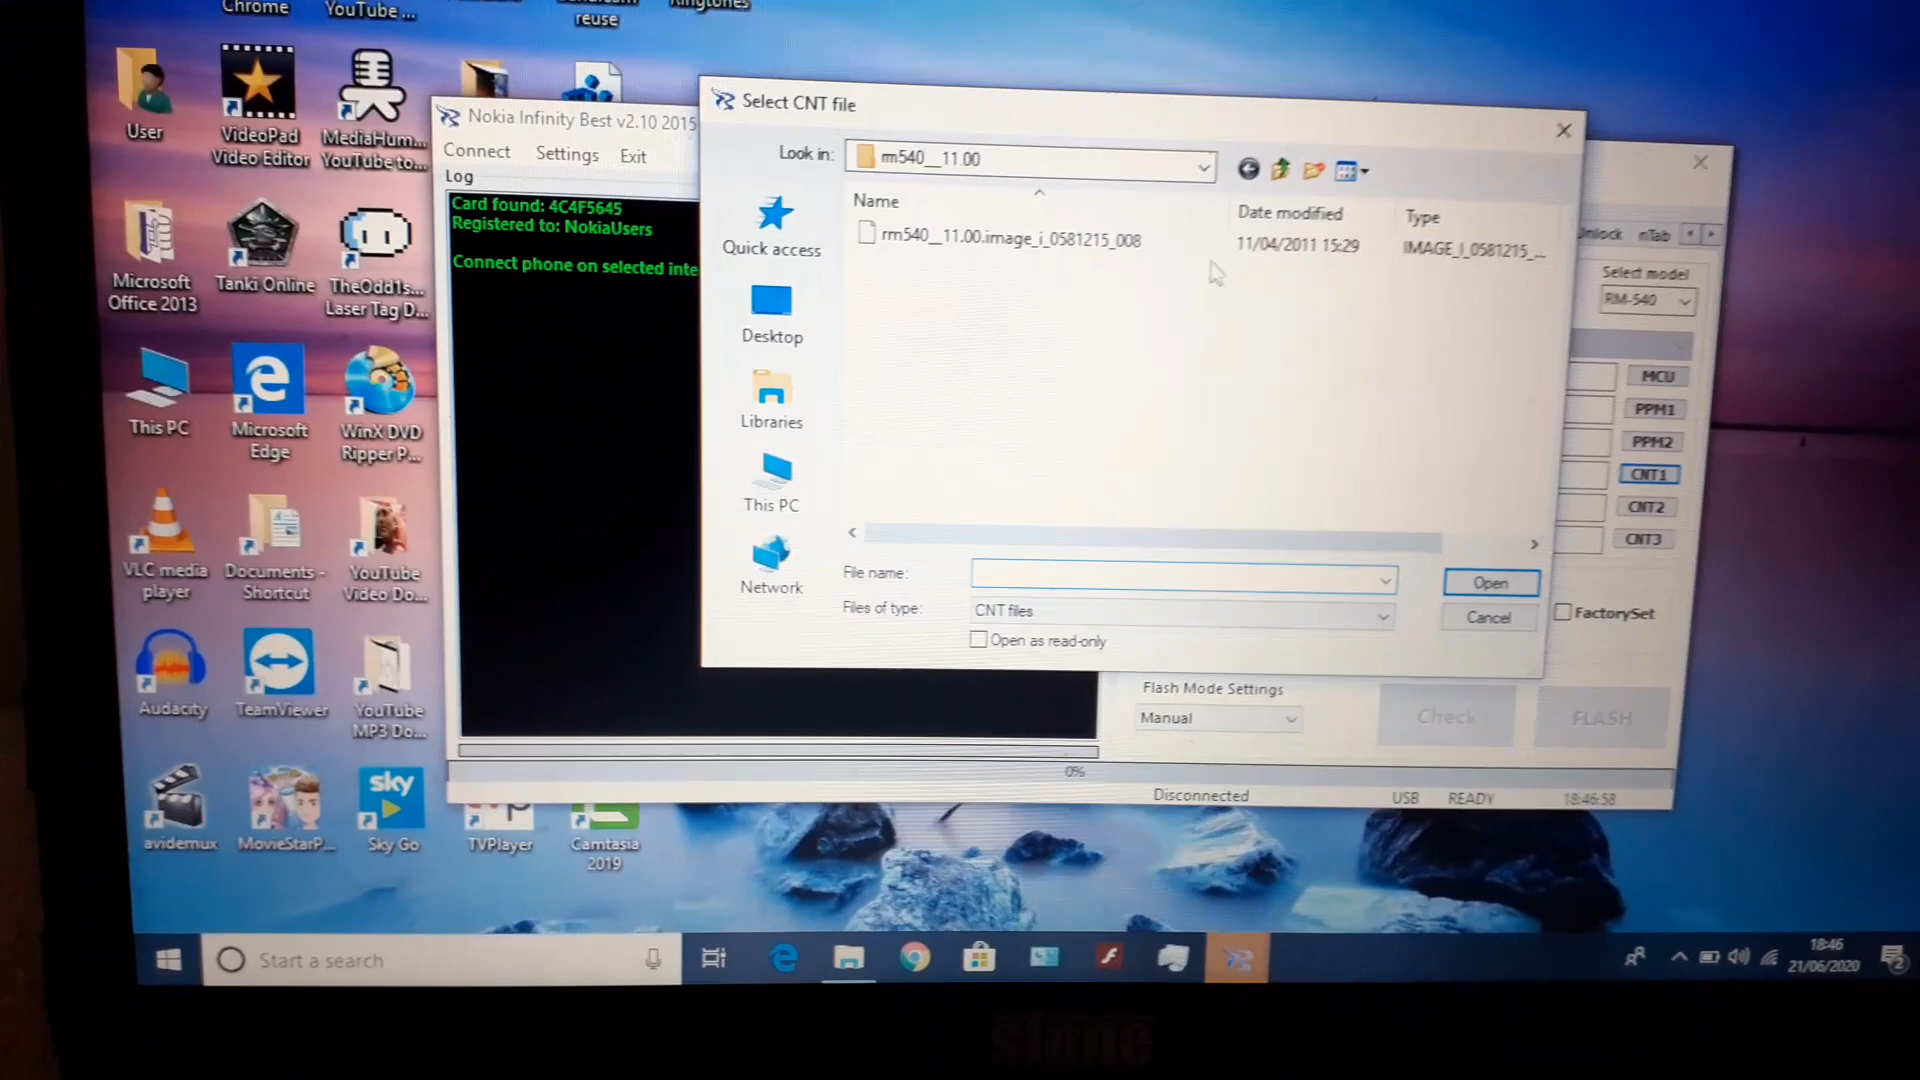 Chrome
YouTube ...
reuse
Ringtones
User
VideoPad
Video Editor
MediaHum...
YouTube to...
Microsoft
Office 2013
Tanki Online
TheOdd1s...
Laser Tag D...
This PC
Microsoft
Edge
WinX DVD
Ripper P...
VLC media
player
Documents -
Shortcut
YouTube
Video Do...
Audacity
TeamViewer
YouTube
MP3 Do...
avidemux
MovieStarP...
sky
Sky Go
TVPlayer
Camtasia
2019
Nokia Infinity Best v2.10 2015
Connect
Settings
Exit
Log
Card found: 4C4F5645
Registered to: NokiaUsers
Connect phone on selected inte
Select CNT file
Look in:
rm540__11.00
Name
Date modified
Type
rm540__11.00.image_i_0581215_008
11/04/2011 15:29
IMAGE_I_0581215_...
Quick access
Desktop
Libraries
This PC
Network
File name:
Open
Files of type:
CNT files
Cancel
Open as read-only
Unlock
mTab
Select model
RM-540
MCU
PPM1
PPM2
CNT1
CNT2
CNT3
FactorySet
Flash Mode Settings
Manual
Check
FLASH
0%
Disconnected
USB
READY
18:46:58
Start a search
18:46
21/06/2020
2
stone